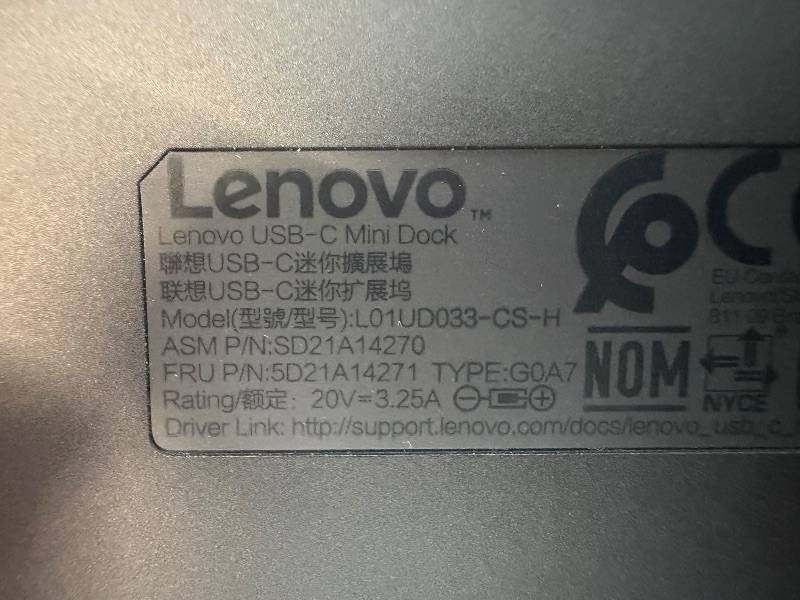 Lenovo™
Lenovo USB-C Mini Dock
聯想USB-C迷你擴展塢
联想USB-C迷你扩展坞
Model(型號/型号):L01UD033-CS-H
ASM P/N:SD21A14270
FRU P/N:5D21A14271 TYPE:G0A7
Rating/额定: 20V=3.25A
Driver Link: http://support.lenovo.com/docs/lenovo_usb_c_
EU
Lenovo
NOM
NYCE